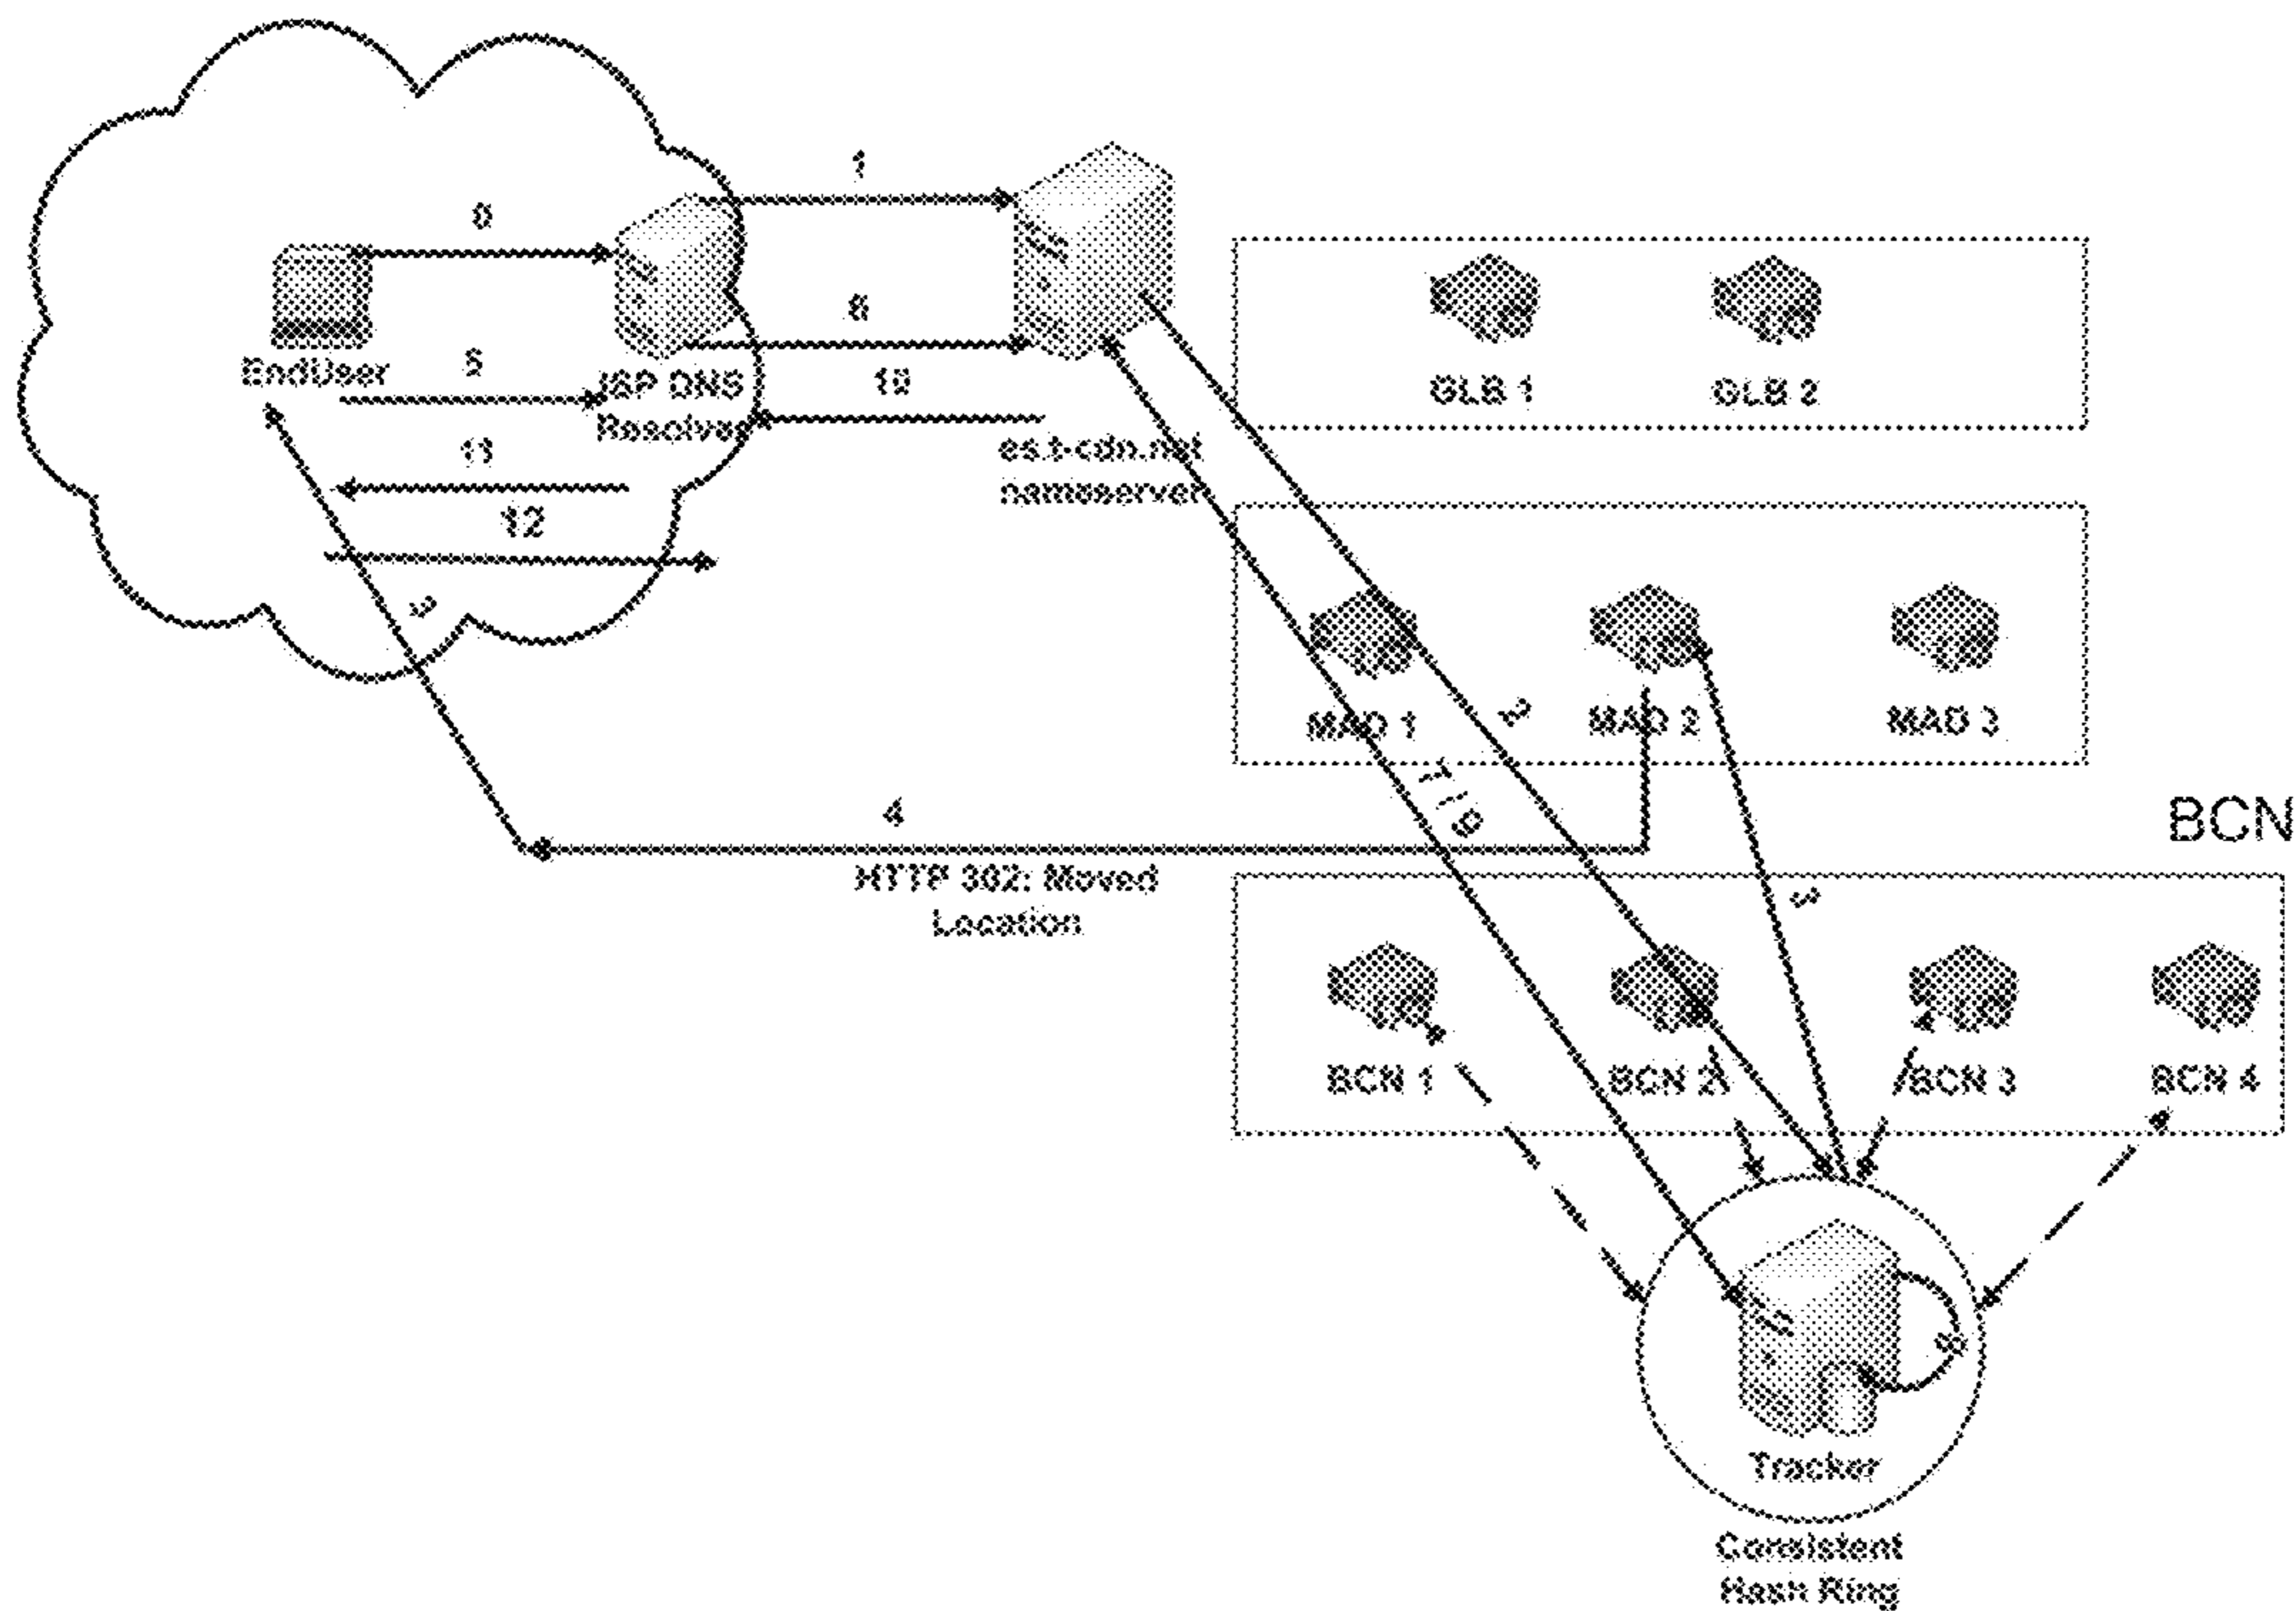 1
0
6
EndUser
5
ISP DNS
Resolver
10
es.t-cdn.net
nameserver
11
12
GLB 1
GLB 2
MAD 1
MAD 2
MAD 3
2
7 / 9
4
HTTP 302: Moved
Location
BCN
3
BCN 1
BCN 2
BCN 3
BCN 4
8
Tracker
Consistent
Hash Ring